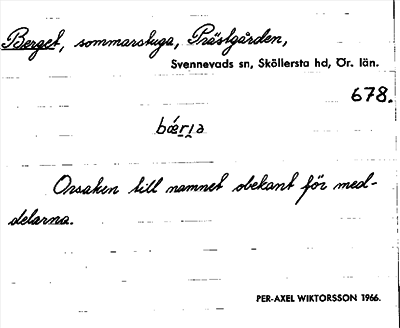 Berget, sommarstuga, Prästgården,
Svennevads sn, Sköllersta hd, Ör. län.
678.
bǽrı̣a
Orsaken till namnet obekant för med-
delarna.
PER-AXEL WIKTORSSON 1966.